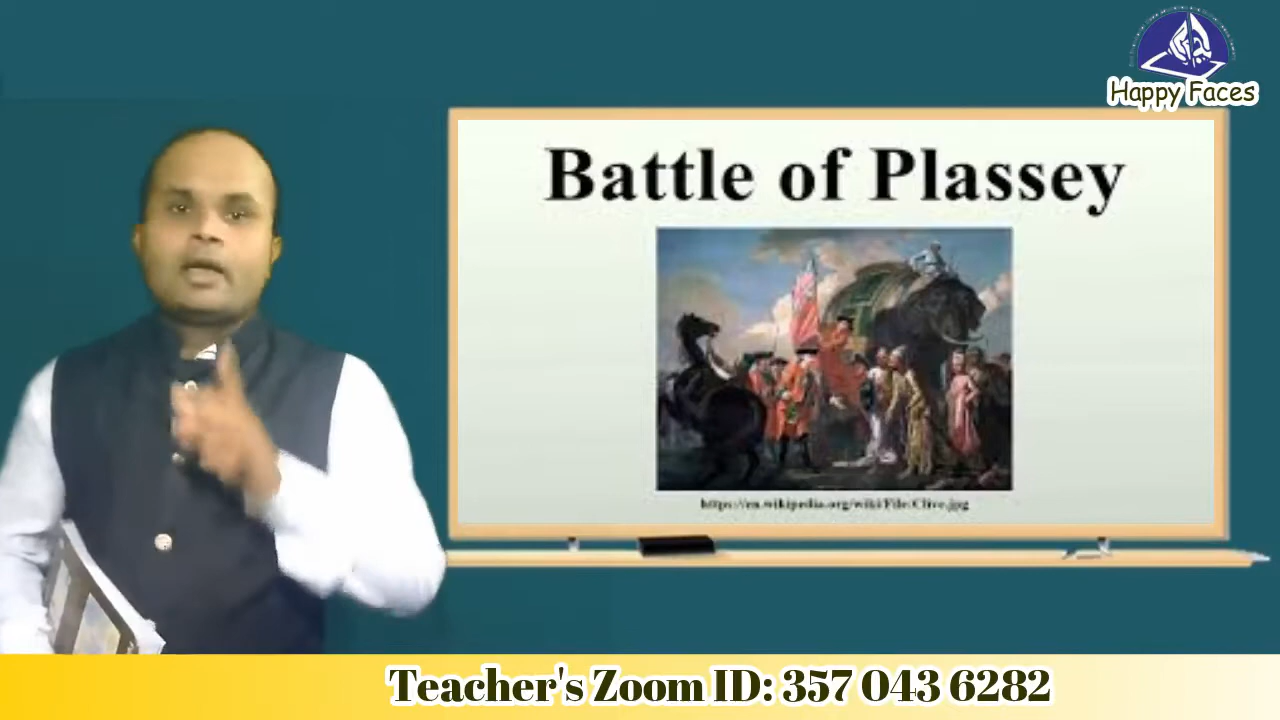 Happy Faces
Battle of Plassey
https://en.wikipedia.org/wiki/File:Clive.jpg
Teacher's Zoom ID: 357 043 6282